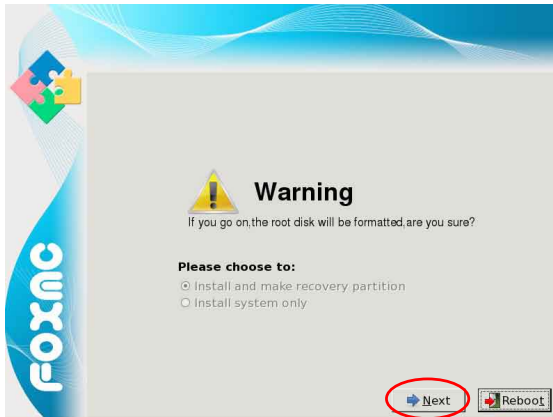 Warning
If you go on,the root disk will be formatted,are you sure?
Please choose to:
Install and make recovery partition
Install system only
FOXMC
Next
Reboot